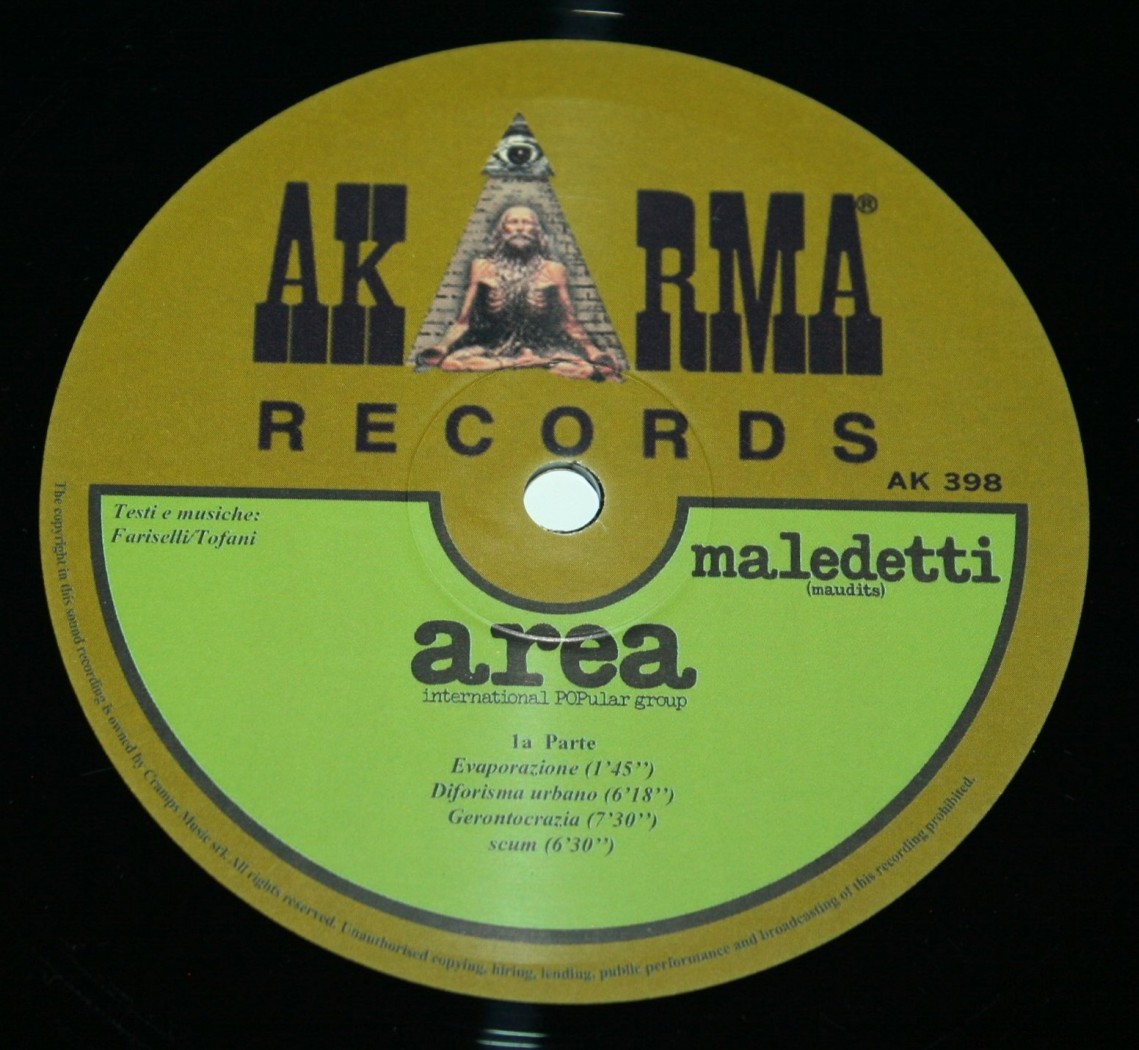 AKARMA®
RECORDS
AK 398
Testi e musiche:
Fariselli/Tofani
maledetti
(maudits)
area
international POPular group
1a Parte
Evaporazione (1'45'')
Diforisma urbano (6'18'')
Gerontocrazia (7'30'')
scum (6'30'')
The copyright in this sound recording is owned by Cramps Music srl. All rights reserved. Unauthorised copying, hiring, lending, public performance and broadcasting of this recording prohibited.